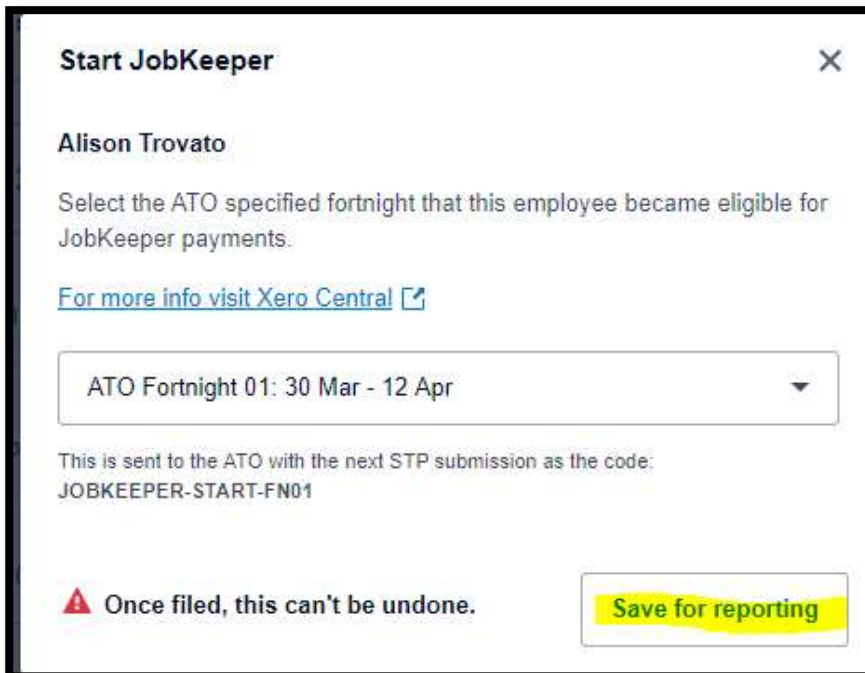 Start JobKeeper
Alison Trovato
Select the ATO specified fortnight that this employee became eligible for
JobKeeper payments.
For more info visit Xero Central
ATO Fortnight 01: 30 Mar - 12 Apr
This is sent to the ATO with the next STP submission as the code:
JOBKEEPER-START-FN01
Once filed, this can't be undone.
Save for reporting